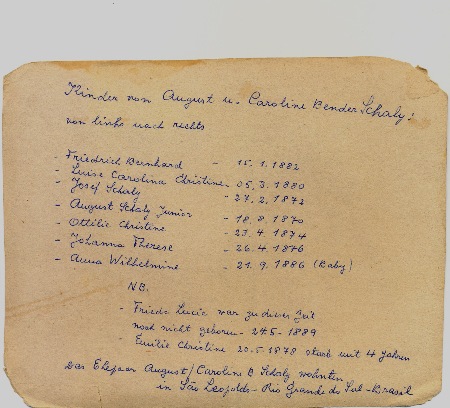 Kinder von August u. Caroline Bender Schaly:
von links nach rechts
- Friedrich Bernhard - 15.1.1882
- Luise Carolina Christine - 05.3.1880
- Josef Schaly - 27.2.1872
- August Schaly Junior - 18.8.1870
- Ottilie Christine - 23.4.1874
- Johanna Therese - 26.4.1876
- Anna Wilhelmine - 21.9.1886 (Baby)
NB.
- Frieda Lucie war zu dieser Zeit
noch nicht geboren - 24.5-1889
- Emilie Christine 20-5.1878 starb mit 4 Jahren
Das Ehepaar August/Caroline B. Schaly wohnten
in São Leopoldo - Rio Grande do Sul - Brasil